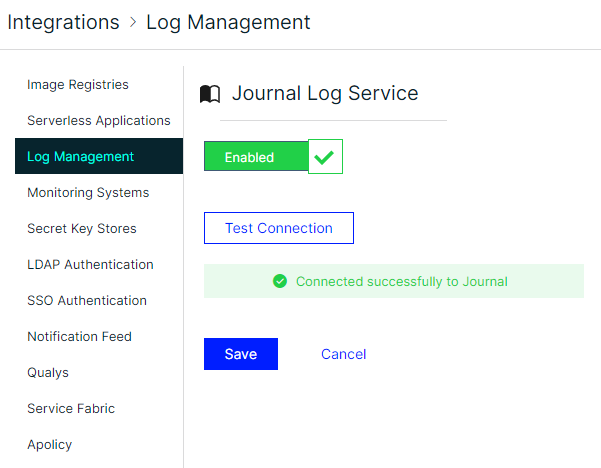 Integrations > Log Management
Image Registries
Serverless Applications
Log Management
Monitoring Systems
Secret Key Stores
LDAP Authentication
SSO Authentication
Notification Feed
Qualys
Service Fabric
Apolicy
Journal Log Service
Enabled
Test Connection
Connected successfully to Journal
Save Cancel